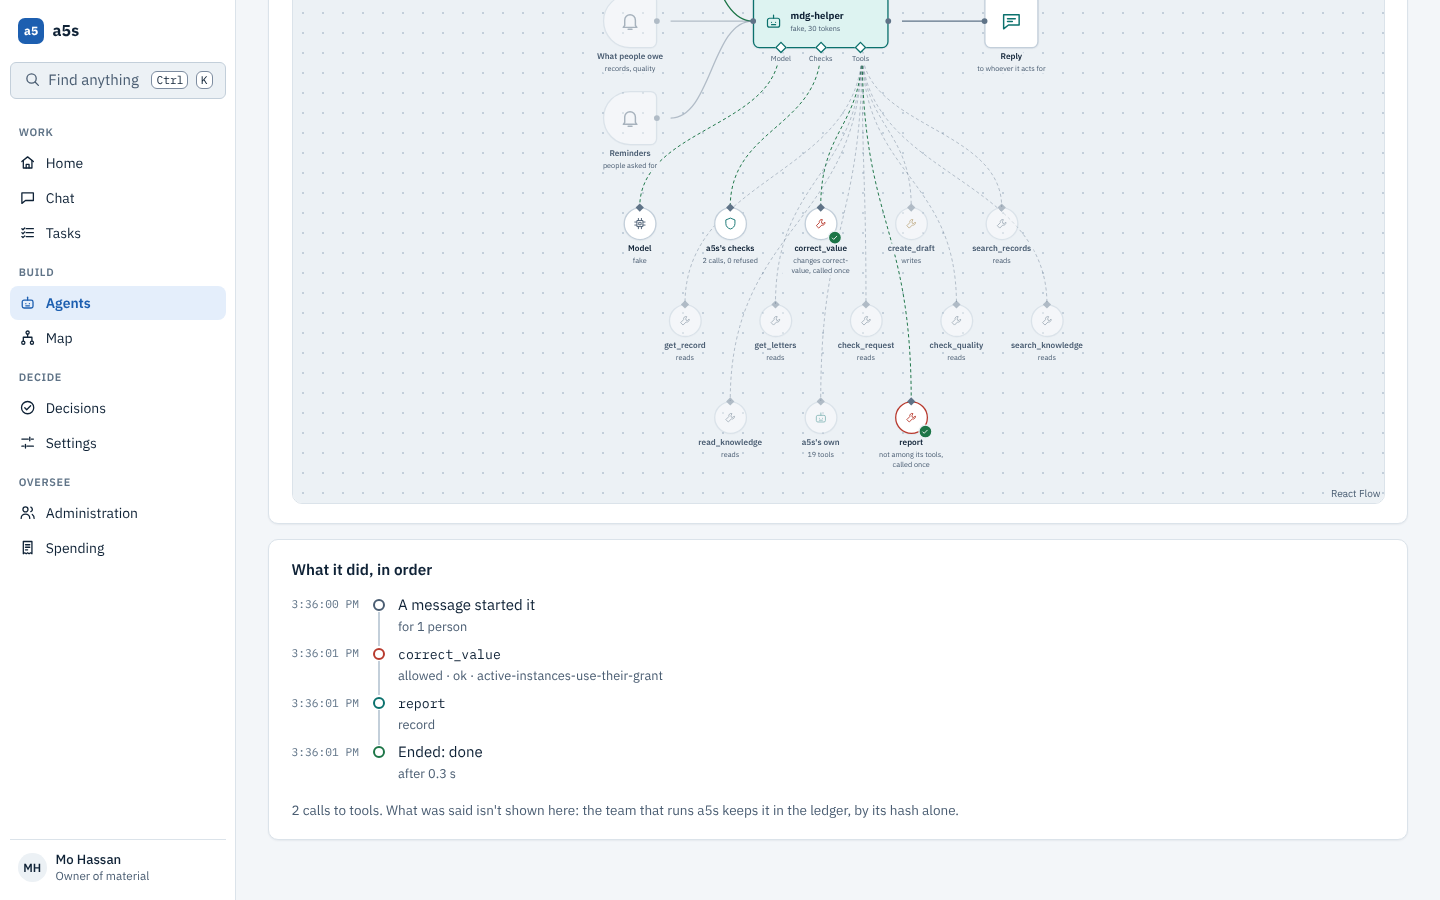 a5 a5s
Find anything Ctrl K
WORK
Home
Chat
Tasks
BUILD
Agents
Map
DECIDE
Decisions
Settings
OVERSEE
Administration
Spending
MH Mo Hassan
Owner of material
What people owe
records, quality
Reminders
people asked for
mdg-helper
fake, 30 tokens
Model Checks Tools
Reply
to whoever it acts for
Model
fake
a5s's checks
2 calls, 0 refused
correct_value
changes correct-
value, called once
create_draft
writes
search_records
reads
get_record
reads
get_letters
reads
check_request
reads
check_quality
reads
search_knowledge
reads
read_knowledge
reads
a5s's own
19 tools
report
not among its tools,
called once
React Flow
What it did, in order
3:36:00 PM A message started it
for 1 person
3:36:01 PM correct_value
allowed · ok · active-instances-use-their-grant
3:36:01 PM report
record
3:36:01 PM Ended: done
after 0.3 s
2 calls to tools. What was said isn't shown here: the team that runs a5s keeps it in the ledger, by its hash alone.